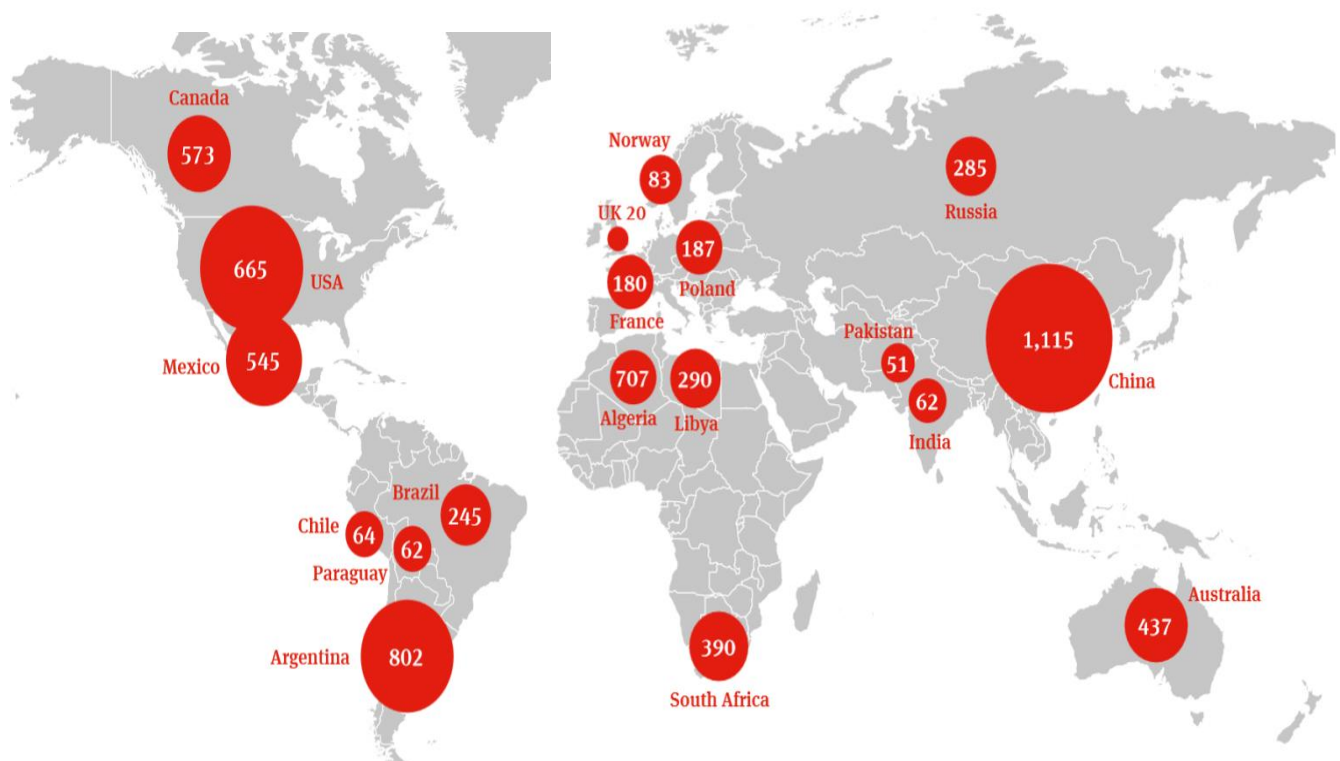 Canada
573
665
USA
Mexico
545
Brazil
245
Chile
64
62
Paraguay
Argentina
802
Norway
83
UK 20
187
Poland
180
France
707
Algeria
290
Libya
390
South Africa
285
Russia
Pakistan
51
62
India
1,115
China
Australia
437